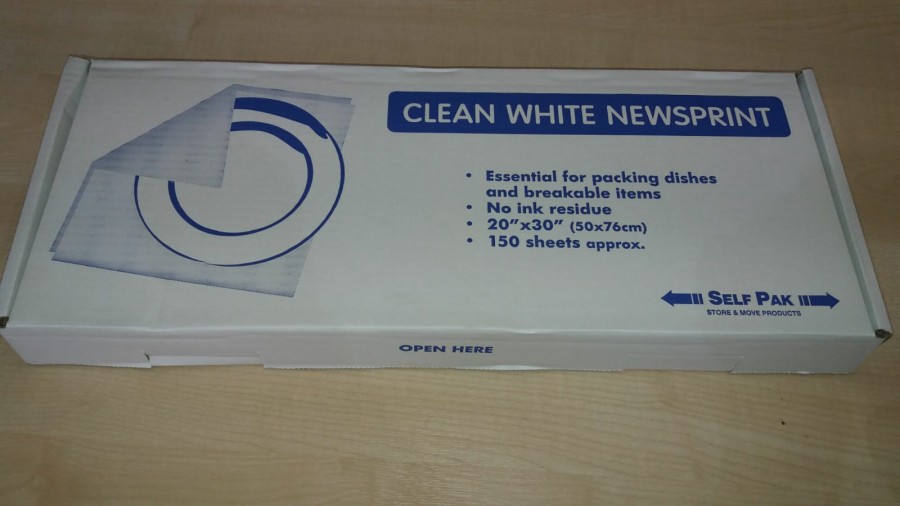 CLEAN WHITE NEWSPRINT
• Essential for packing dishes
and breakable items
• No ink residue
• 20”x30” (50x76cm)
• 150 sheets approx.
SELF PAK
STORE & MOVE PRODUCTS
OPEN HERE